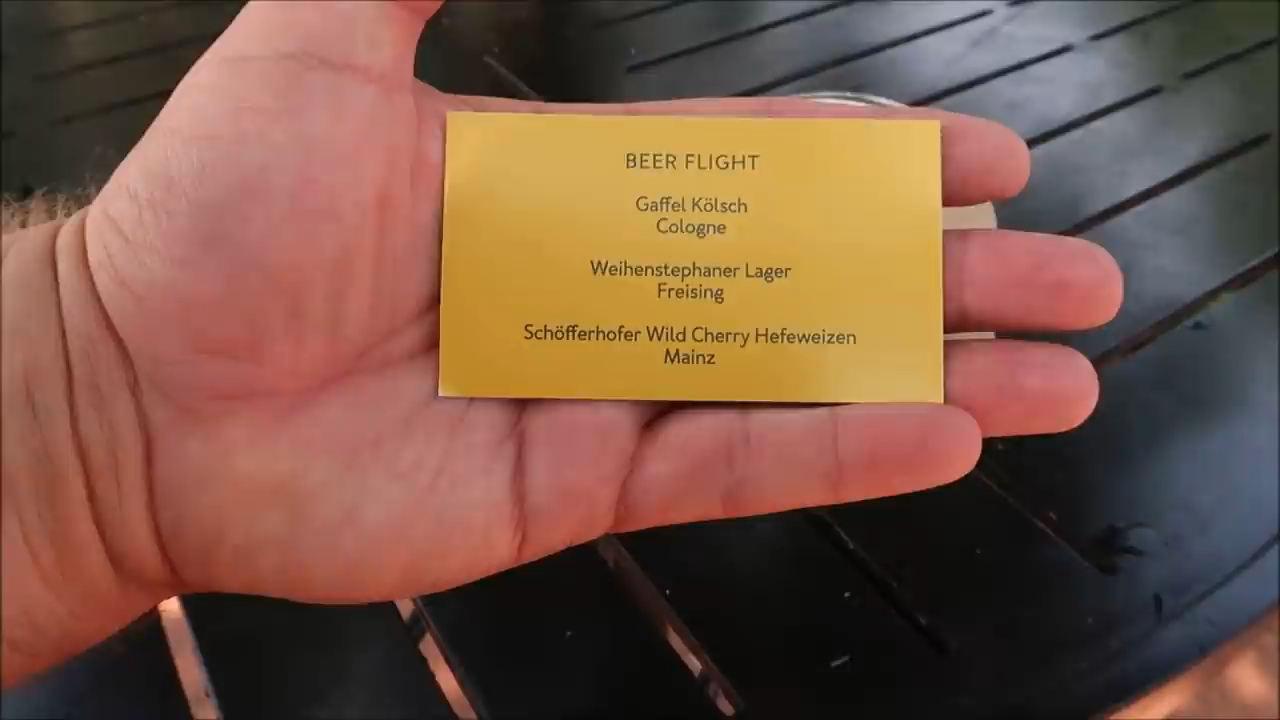 BEER FLIGHT
Gaffel Kölsch
Cologne
Weihenstephaner Lager
Freising
Schöfferhofer Wild Cherry Hefeweizen
Mainz